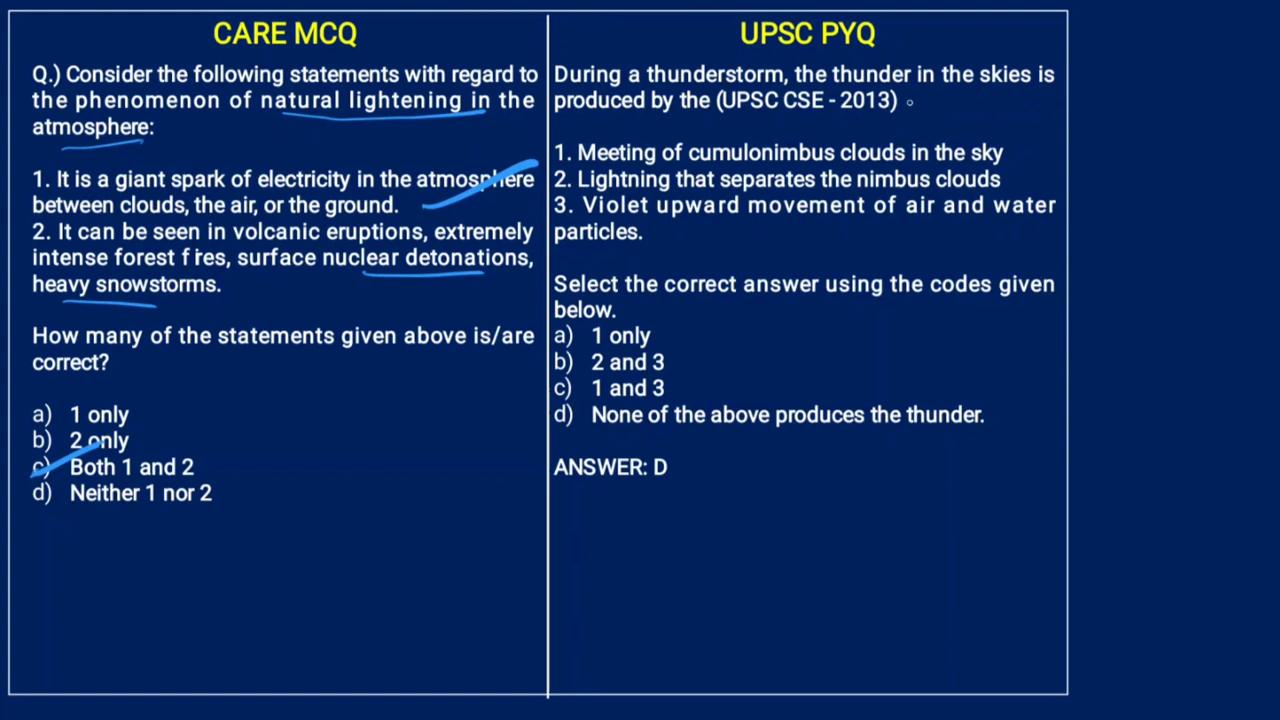 CARE MCQ
Q.) Consider the following statements with regard to
the phenomenon of natural lightening in the
atmosphere:
1. It is a giant spark of electricity in the atmosphere
between clouds, the air, or the ground.
2. It can be seen in volcanic eruptions, extremely
intense forest fires, surface nuclear detonations,
heavy snowstorms.
How many of the statements given above is/are
correct?
a) 1 only
b) 2 only
c) Both 1 and 2
d) Neither 1 nor 2
UPSC PYQ
During a thunderstorm, the thunder in the skies is
produced by the (UPSC CSE - 2013)
1. Meeting of cumulonimbus clouds in the sky
2. Lightning that separates the nimbus clouds
3. Violet upward movement of air and water
particles.
Select the correct answer using the codes given
below.
a) 1 only
b) 2 and 3
c) 1 and 3
d) None of the above produces the thunder.
ANSWER: D